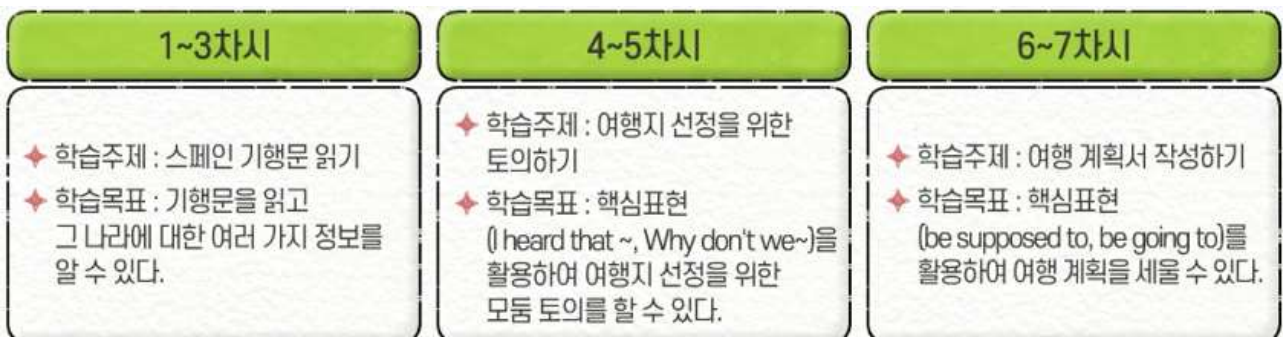 1~3차시
✦ 학습주제 : 스페인 기행문 읽기
✦ 학습목표 : 기행문을 읽고
그 나라에 대한 여러 가지 정보를
알 수 있다.
4~5차시
✦ 학습주제 : 여행지 선정을 위한
토의하기
✦ 학습목표 : 핵심표현
(I heard that ~, Why don't we~)을
활용하여 여행지 선정을 위한
모둠 토의를 할 수 있다.
6~7차시
✦ 학습주제 : 여행 계획서 작성하기
✦ 학습목표 : 핵심표현
(be supposed to, be going to)를
활용하여 여행 계획을 세울 수 있다.